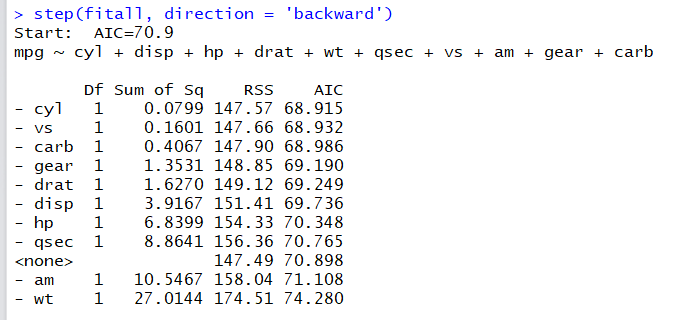 > step(fitall, direction = 'backward')
Start:  AIC=70.9
mpg ~ cyl + disp + hp + drat + wt + qsec + vs + am + gear + carb

       Df Sum of Sq    RSS    AIC
- cyl   1    0.0799 147.57 68.915
- vs    1    0.1601 147.66 68.932
- carb  1    0.4067 147.90 68.986
- gear  1    1.3531 148.85 69.190
- drat  1    1.6270 149.12 69.249
- disp  1    3.9167 151.41 69.736
- hp    1    6.8399 154.33 70.348
- qsec  1    8.8641 156.36 70.765
<none>              147.49 70.898
- am    1   10.5467 158.04 71.108
- wt    1   27.0144 174.51 74.280